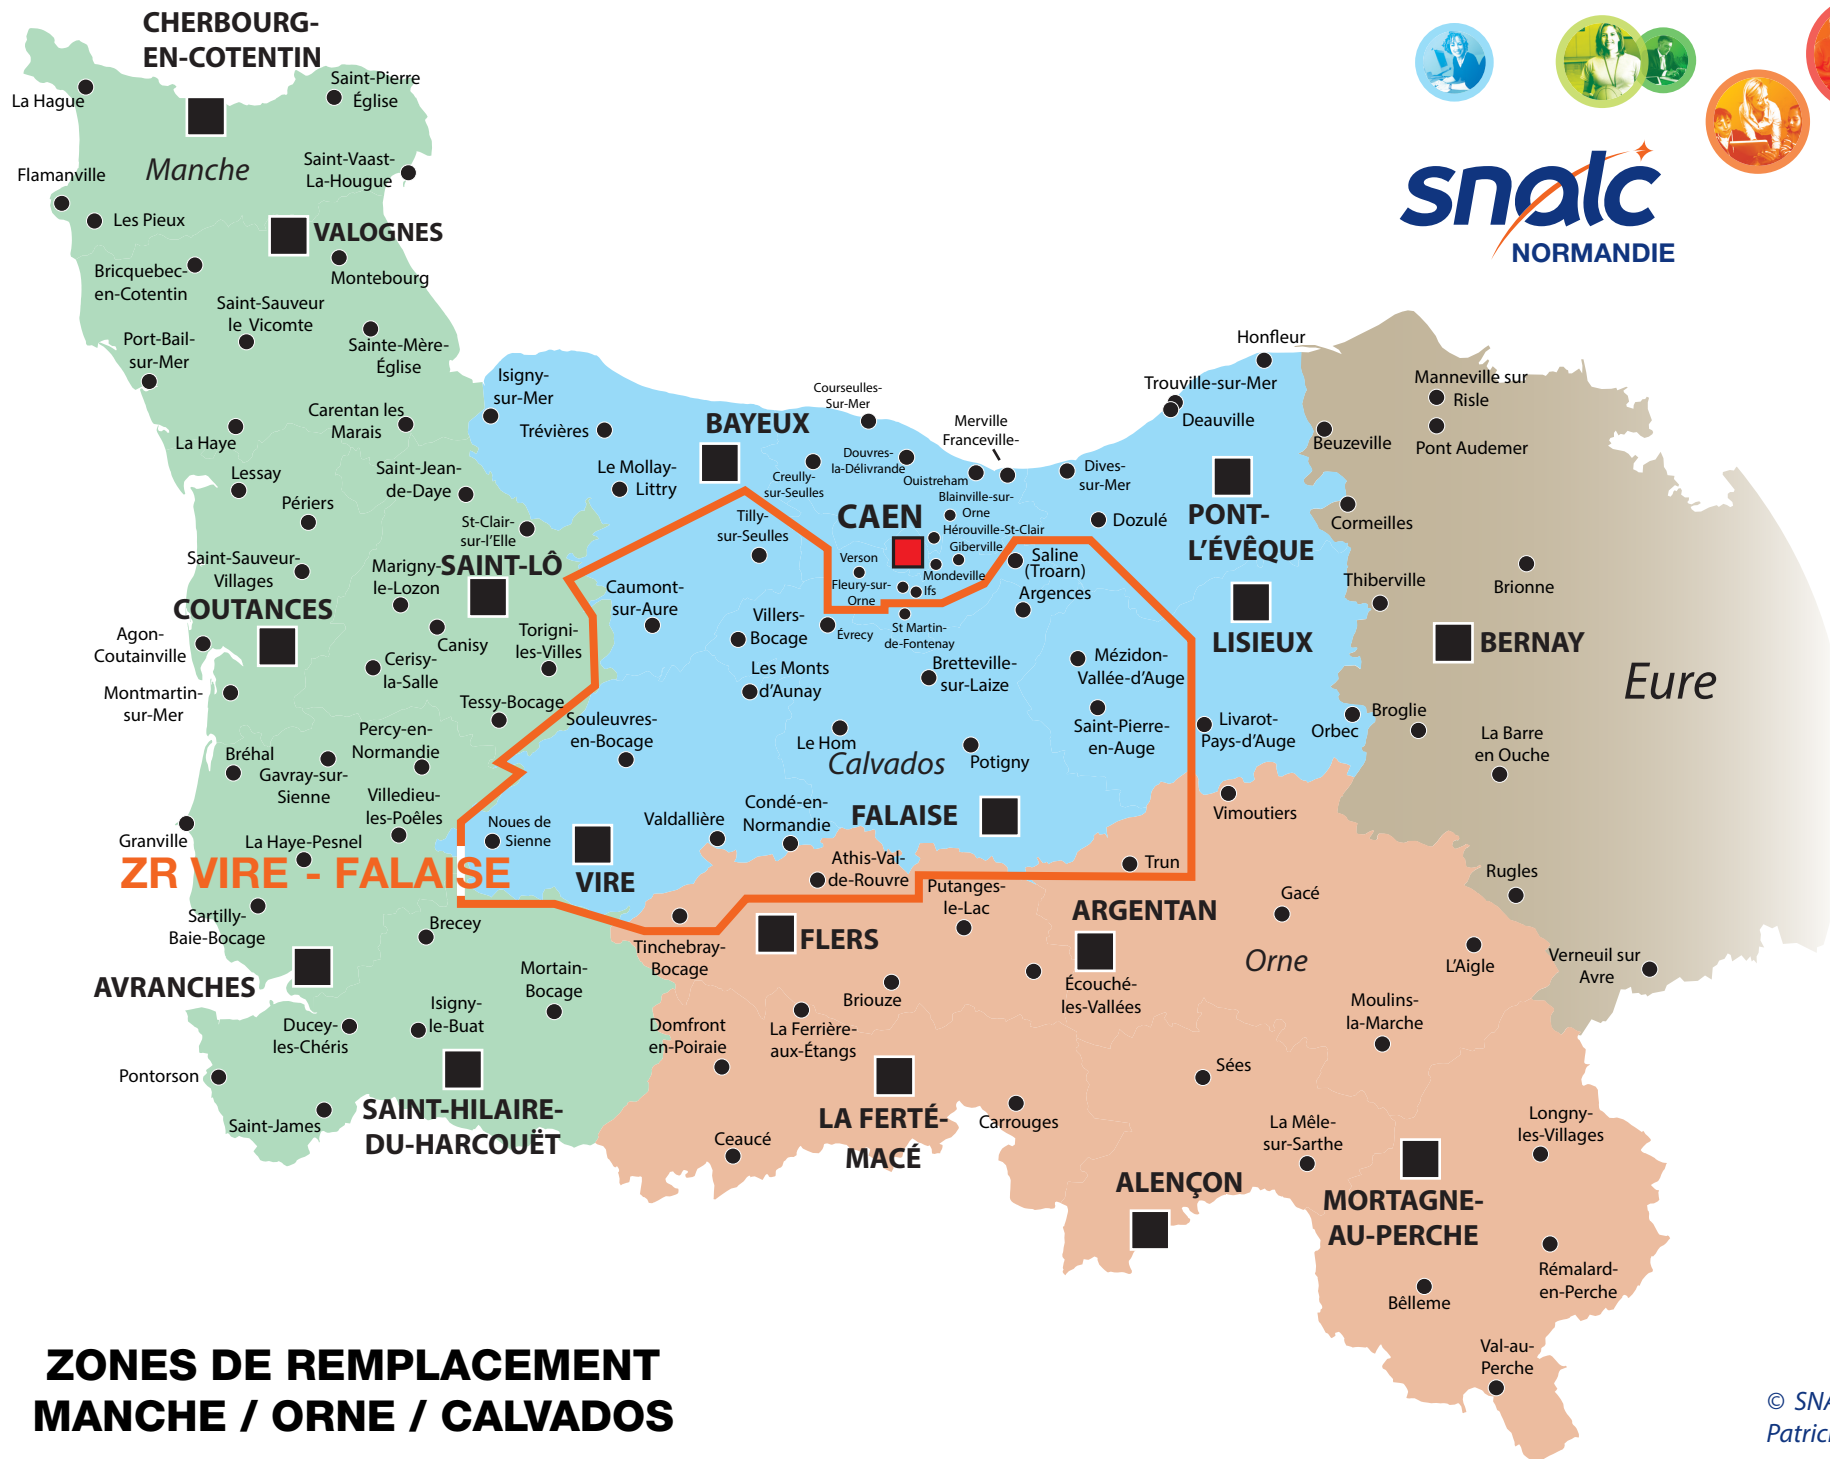 CHERBOURG-
EN-COTENTIN
La Hague
Saint-Pierre
Église
Manche
Saint-Vaast-
La-Hougue
Flamanville
Les Pieux
VALOGNES
Bricquebec-
en-Cotentin
Montebourg
Saint-Sauveur
le Vicomte
Port-Bail-
sur-Mer
Sainte-Mère-
Église
snalc
NORMANDIE
Carentan les
Marais
La Haye
Lessay
Saint-Jean-
de-Daye
Périers
St-Clair-
sur-l'Elle
Saint-Sauveur-
Villages
Marigny-
le-Lozon
SAINT-LÔ
COUTANCES
Agon-
Coutainville
Canisy
Torigni-
les-Villes
Cerisy-
la-Salle
Montmartin-
sur-Mer
Tessy-Bocage
Percy-en-
Normandie
Bréhal
Gavray-sur-
Sienne
Villedieu-
les-Poêles
Granville
La Haye-Pesnel
ZR VIRE - FALAISE
Sartilly-
Baie-Bocage
Brecey
AVRANCHES
Mortain-
Bocage
Isigny-
le-Buat
Ducey-
les-Chéris
Pontorson
Saint-James
SAINT-HILAIRE-
DU-HARCOUËT
Isigny-
sur-Mer
Trévières
BAYEUX
Le Mollay-
Littry
Courseulles-
Sur-Mer
Creully-
sur-Seulles
Douvres-
la-Délivrande
Merville
Franceville-
Ouistreham
Blainville-sur-
Orne
CAEN
Hérouville-St-Clair
Giberville
Mondeville
Verson
Fleury-sur-
Orne
Ifs
Dives-
sur-Mer
Dozulé
Honfleur
Trouville-sur-Mer
Deauville
PONT-
L'ÉVÊQUE
LISIEUX
Tilly-
sur-Seulles
Caumont-
sur-Aure
Villers-
Bocage
Évrecy
St Martin-
de-Fontenay
Saline
(Troarn)
Argences
Les Monts
d'Aunay
Bretteville-
sur-Laize
Mézidon-
Vallée-d'Auge
Souleuvres-
en-Bocage
Le Hom
Saint-Pierre-
en-Auge
Livarot-
Pays-d'Auge
Orbec
Calvados
Potigny
Noues de
Sienne
Valdallière
Condé-en-
Normandie
FALAISE
VIRE
Beuzeville
Manneville sur
Risle
Pont Audemer
Cormeilles
Thiberville
Brionne
BERNAY
Eure
Broglie
La Barre
en Ouche
Rugles
Verneuil sur
Avre
Vimoutiers
Athis-Val-
de-Rouvre
Trun
Putanges-
le-Lac
ARGENTAN
Gacé
Tinchebray-
Bocage
FLERS
Orne
L'Aigle
Écouché-
les-Vallées
Briouze
Moulins-
la-Marche
Domfront
en-Poiraie
La Ferrière-
aux-Étangs
Sées
LA FERTÉ-
MACÉ
Carrouges
Ceaucé
La Mêle-
sur-Sarthe
Longny-
les-Villages
ALENÇON
MORTAGNE-
AU-PERCHE
Rémalard-
en-Perche
Bêlleme
Val-au-
Perche
ZONES DE REMPLACEMENT
MANCHE / ORNE / CALVADOS
©